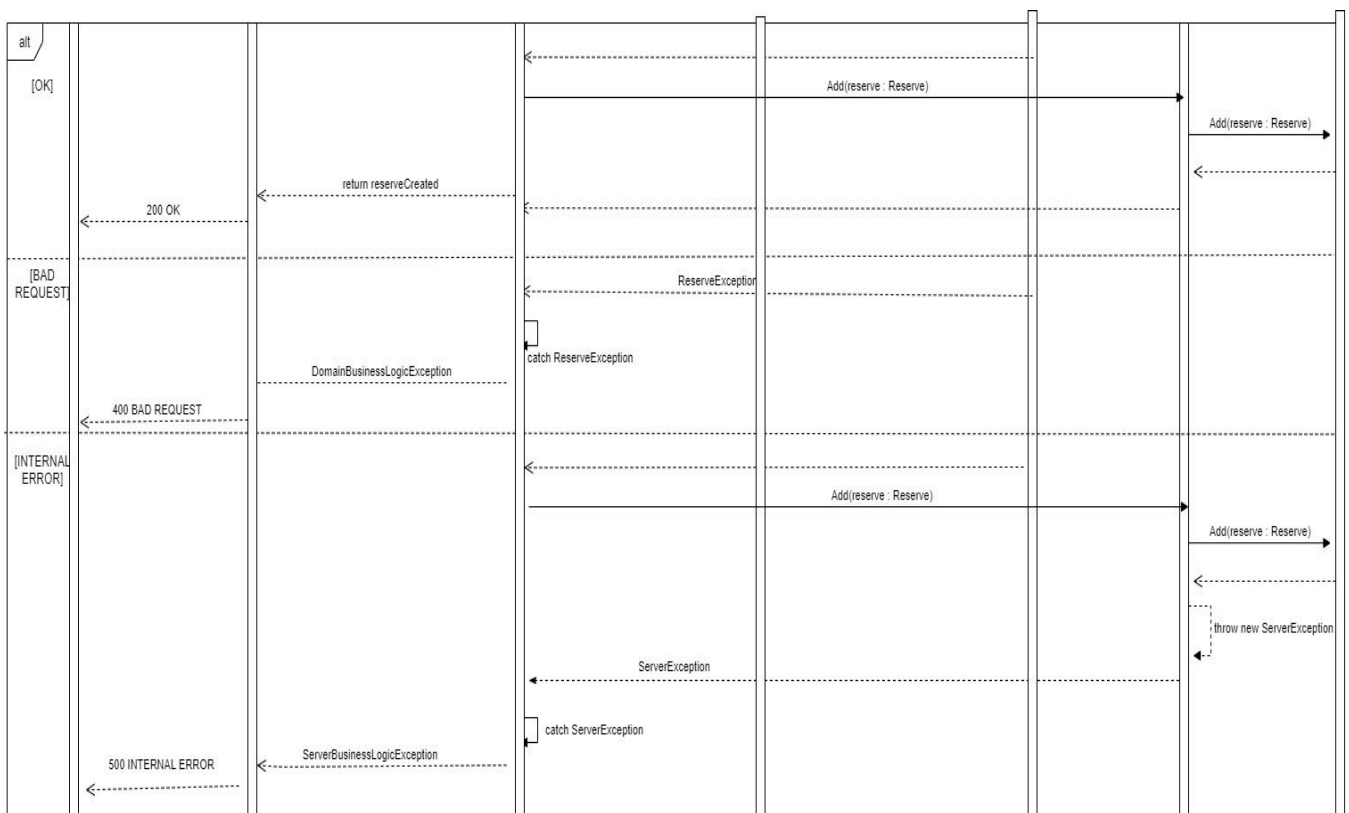 alt
[OK]
Add(reserve : Reserve)
Add(reserve : Reserve)
return reserveCreated
200 OK
[BAD
REQUEST]
ReserveException
catch ReserveException
DomainBusinessLogicException
400 BAD REQUEST
[INTERNAL
ERROR]
Add(reserve : Reserve)
Add(reserve : Reserve)
throw new ServerException
ServerException
catch ServerException
ServerBusinessLogicException
500 INTERNAL ERROR